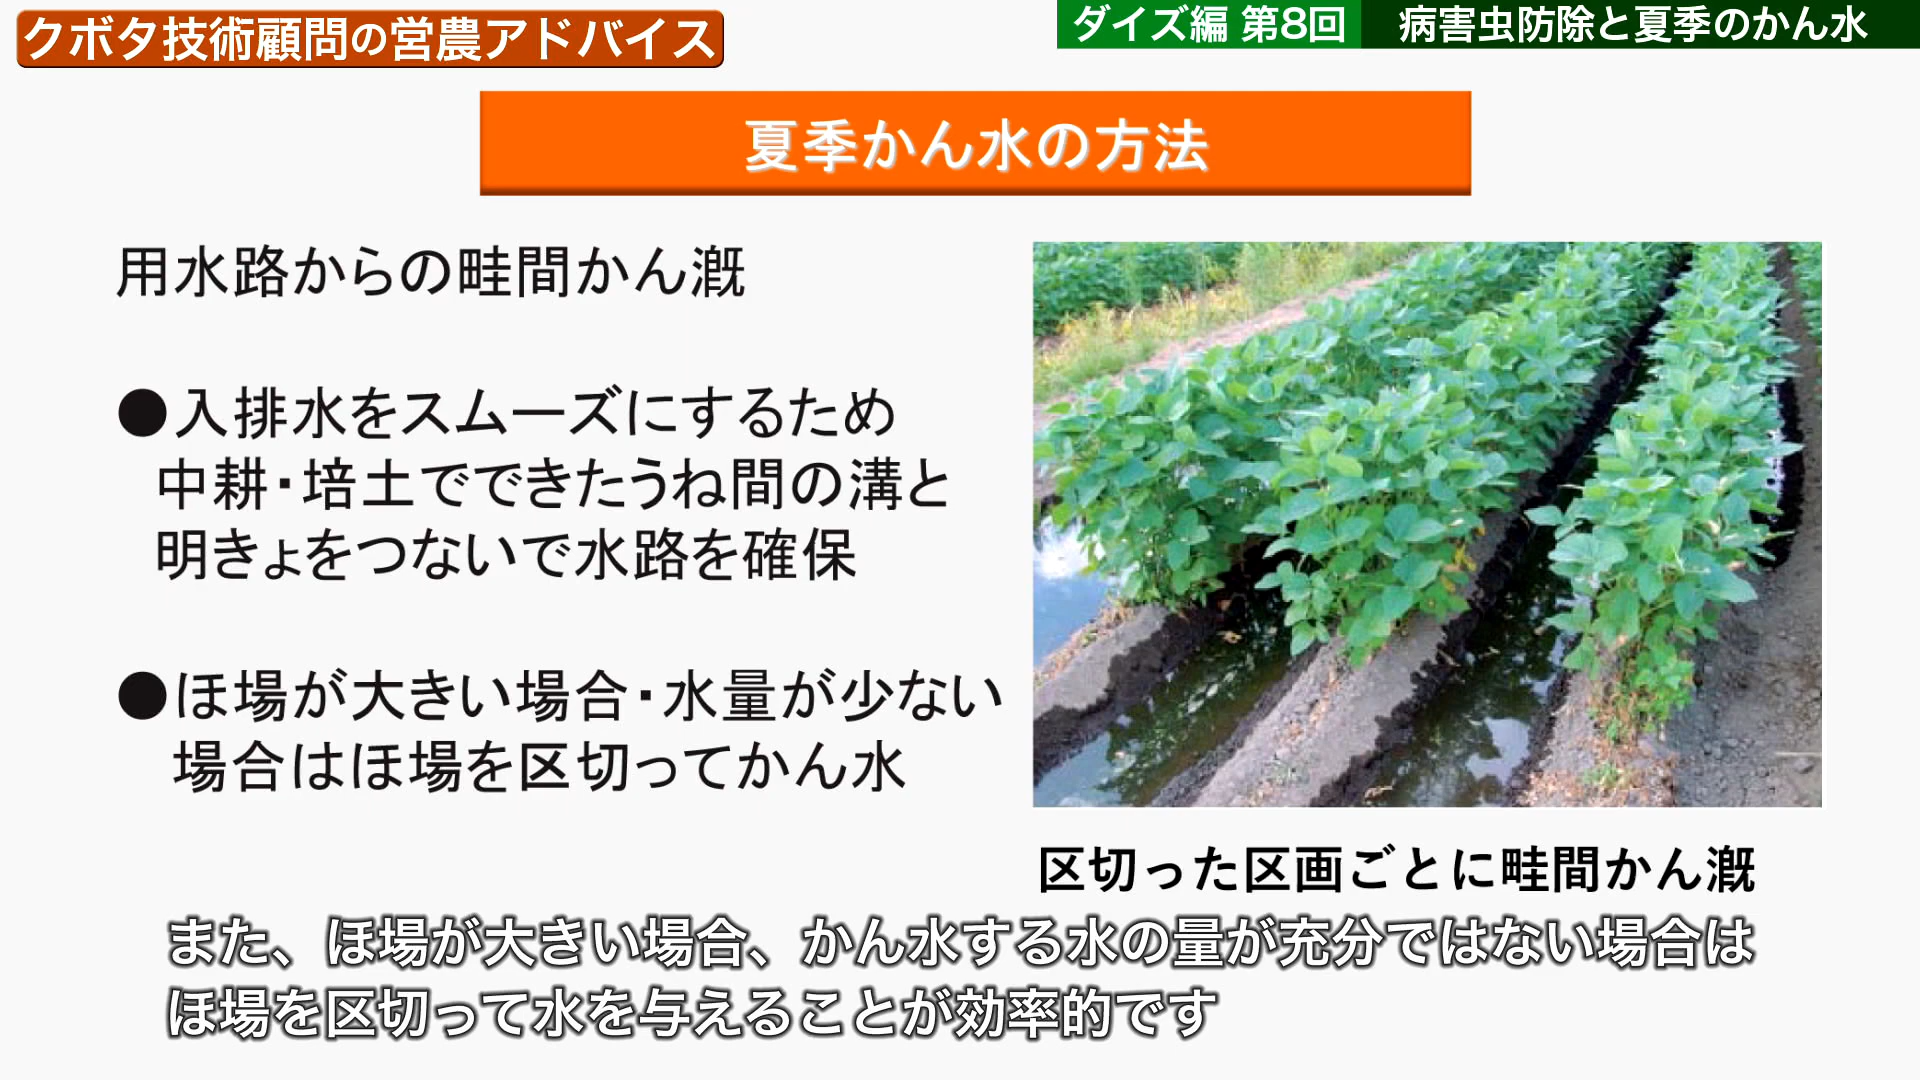 クボタ技術顧問の営農アドバイス
ダイズ編 第8回
病害虫防除と夏季のかん水
夏季かん水の方法
用水路からの畦間かん漑
●入排水をスムーズにするため
中耕・培土でできたうね間の溝と
明きょをつないで水路を確保
●ほ場が大きい場合・水量が少ない
場合はほ場を区切ってかん水
区切った区画ごとに畦間かん漑
また、ほ場が大きい場合、かん水する水の量が充分ではない場合は
ほ場を区切って水を与えることが効率的です